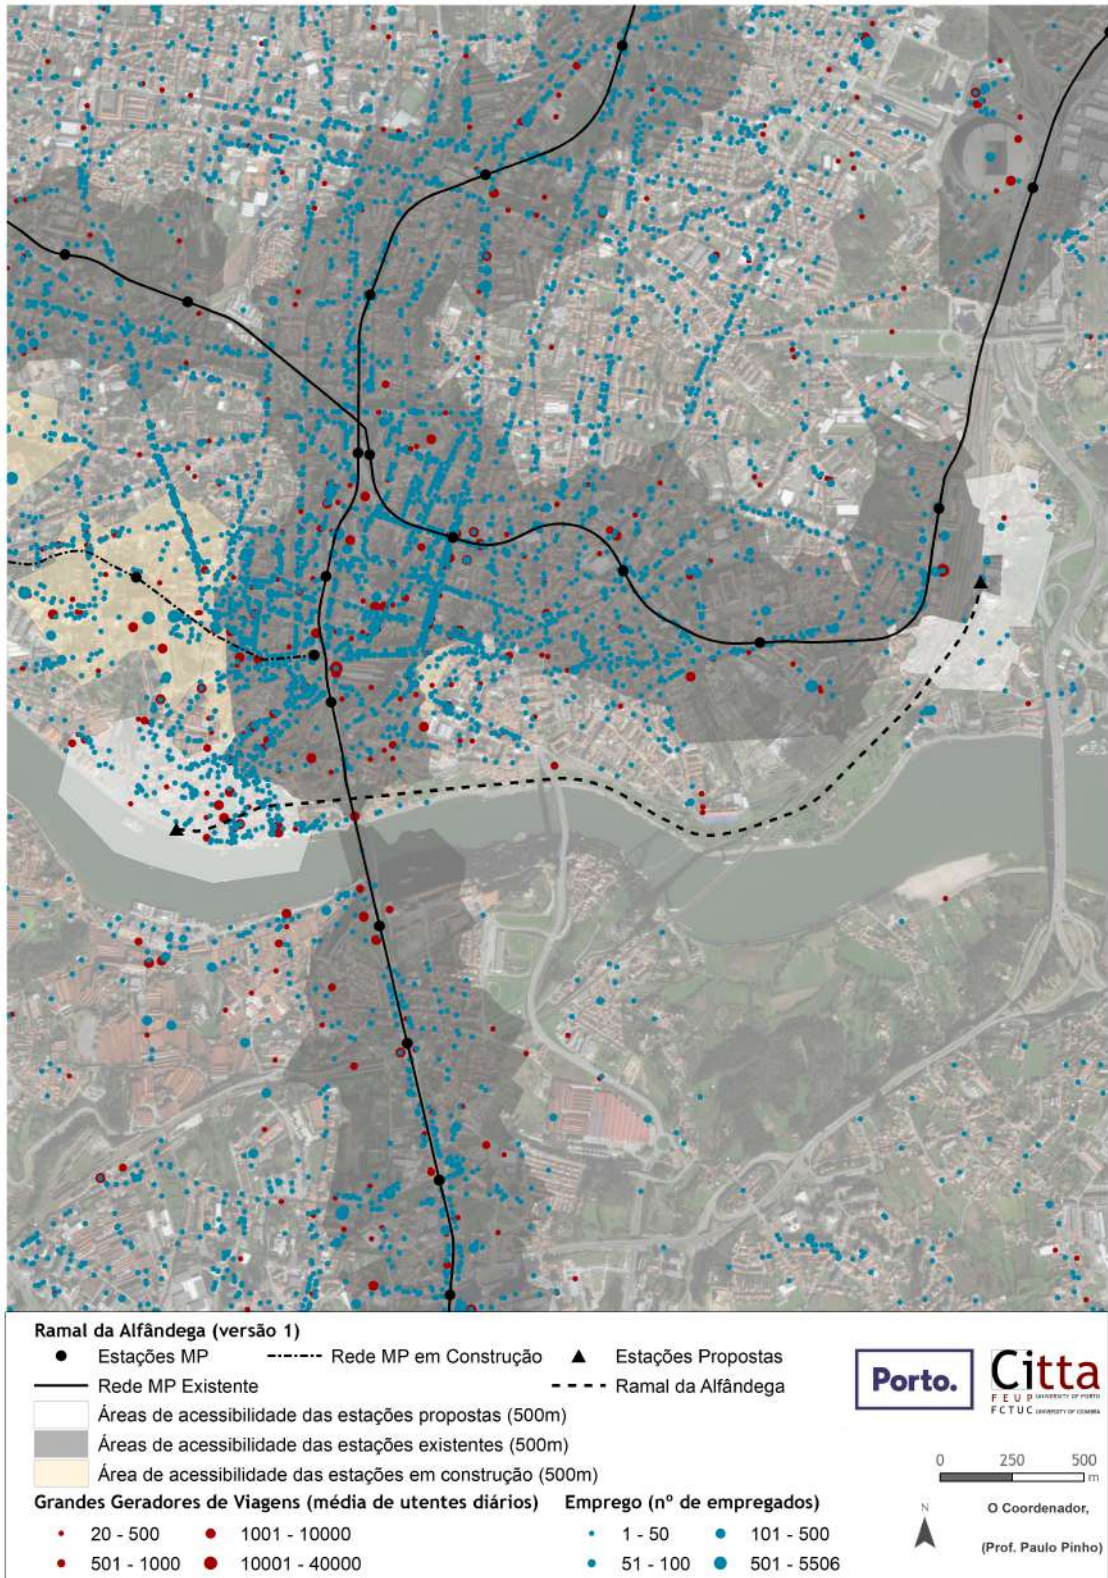 Ramal da Alfândega (versão 1)
Estações MP
Rede MP em Construção
Estações Propostas
Rede MP Existente
Ramal da Alfândega
Áreas de acessibilidade das estações propostas (500m)
Áreas de acessibilidade das estações existentes (500m)
Área de acessibilidade das estações em construção (500m)
Grandes Geradores de Viagens (média de utentes diários)
20 - 500
1001 - 10000
501 - 1000
10001 - 40000
Emprego (nº de empregados)
1 - 50
101 - 500
51 - 100
501 - 5506
Porto.
Citta
FEUP UNIVERSITY OF PORTO
FCTUC UNIVERSITY OF COIMBRA
0 250 500
m
N
O Coordenador,
(Prof. Paulo Pinho)